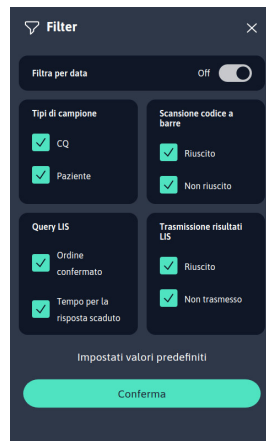 Filter
Filtra per data
Off
Tipi di campione
CQ
Paziente
Scansione codice a
barre
Riuscito
Non riuscito
Query LIS
Ordine
confermato
Tempo per la
risposta scaduto
Trasmissione risultati
LIS
Riuscito
Non trasmesso
Impostati valori predefiniti
Conferma